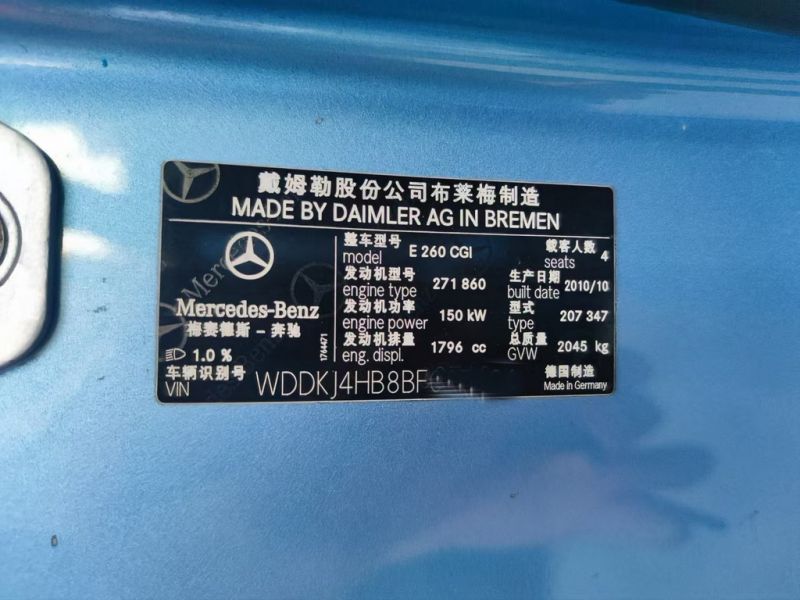 戴姆勒股份公司布莱梅制造
MADE BY DAIMLER AG IN BREMEN
Mercedes-Benz
梅赛德斯 - 奔驰
1.0 %
1744471
整车型号
model E 260 CGI
载客人数
seats 4
发动机型号
engine type 271 860
生产日期
built date 2010/10
发动机功率
engine power 150 kW
型式
type 207 347
发动机排量
eng. displ. 1796 cc
总质量
GVW 2045 kg
车辆识别号
VIN WDDKJ4HB8BF
德国制造
Made in Germany